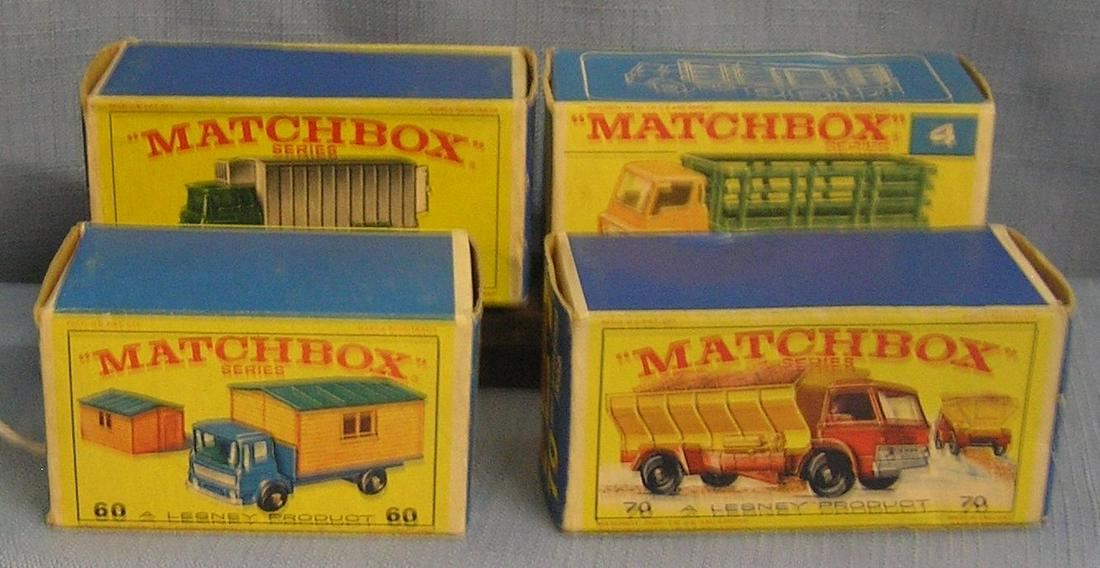 "MATCHBOX"
SERIES
"MATCHBOX"
SERIES
4
"MATCHBOX"
SERIES
60 A LESNEY PRODUCT 60
"MATCHBOX"
SERIES
70 A LESNEY PRODUCT 70